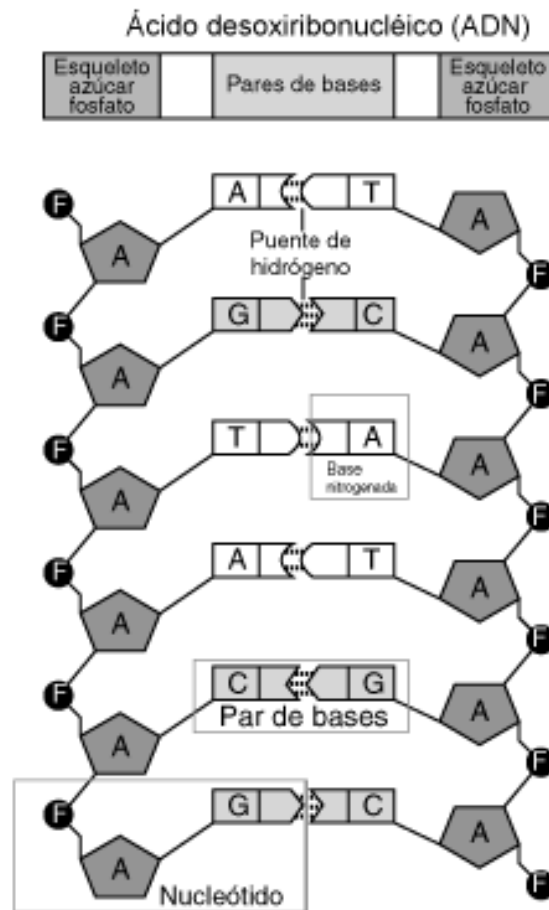 Ácido desoxiribonucléico (ADN)
Esqueleto azúcar fosfato
Pares de bases
Esqueleto azúcar fosfato
F A T
A A
Puente de hidrógeno
F
F G C
A A
F
F T A
Base nitrogenada
A A
F
F A T
A A
F
F C G
Par de bases
A A
F
F G C
A A
Nucleótido
F